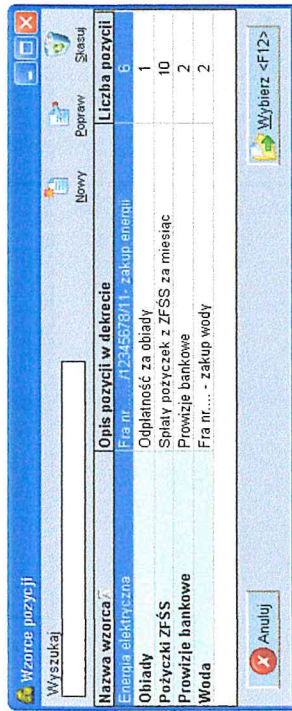 Wzorce pozycji
Wyszukaj
Nowy Popraw Skasuj
Nazwa wzorca Opis pozycji w dekrecie Liczba pozycji
Energia elektryczna Fra nr..... /12345678/11- zakup energii 6
Obiady Odpłatność za obiady 1
Pożyczki ZFŚS Spłaty pożyczek z ZFŚS za miesiąc 10
Prowizje bankowe Prowizje bankowe 2
Woda Fra nr.... - zakup wody 2
Anuluj Wybierz <F12>